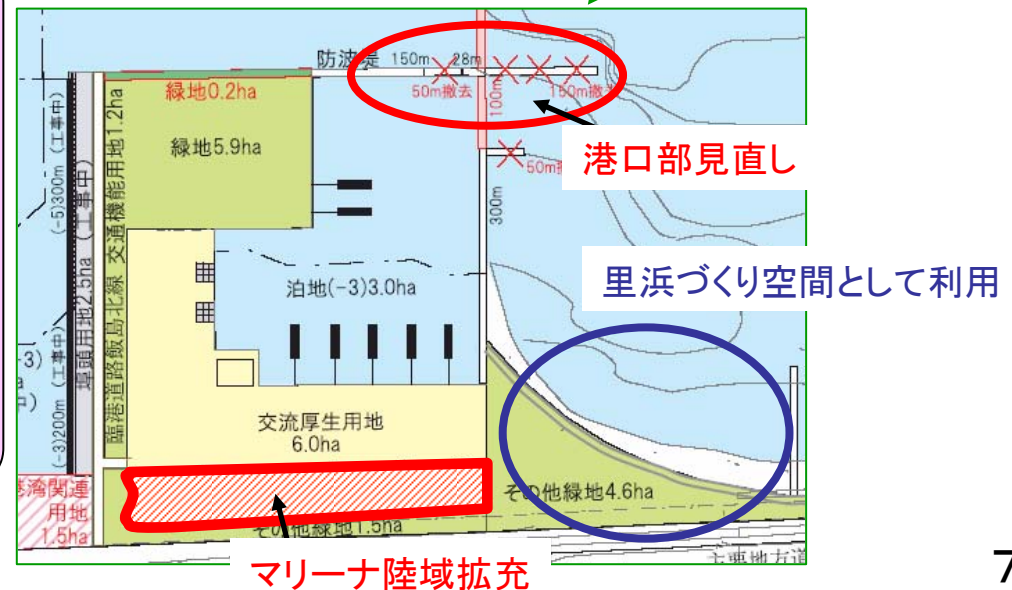 防波堤 150m 28m
50m撤去
150m撤去
100m
緑地0.2ha
緑地5.9ha
港口部見直し
300m
(-5)300m (工事中)
埠頭用地2.5ha (工事中)
臨港道路飯島北線 交通機能用地1.2ha
泊地(-3)3.0ha
里浜づくり空間として利用
(-3)200m (工事中)
交流厚生用地
6.0ha
その他緑地4.6ha
その他緑地1.5ha
港湾関連
用地
1.5ha
マリーナ陸域拡充
7